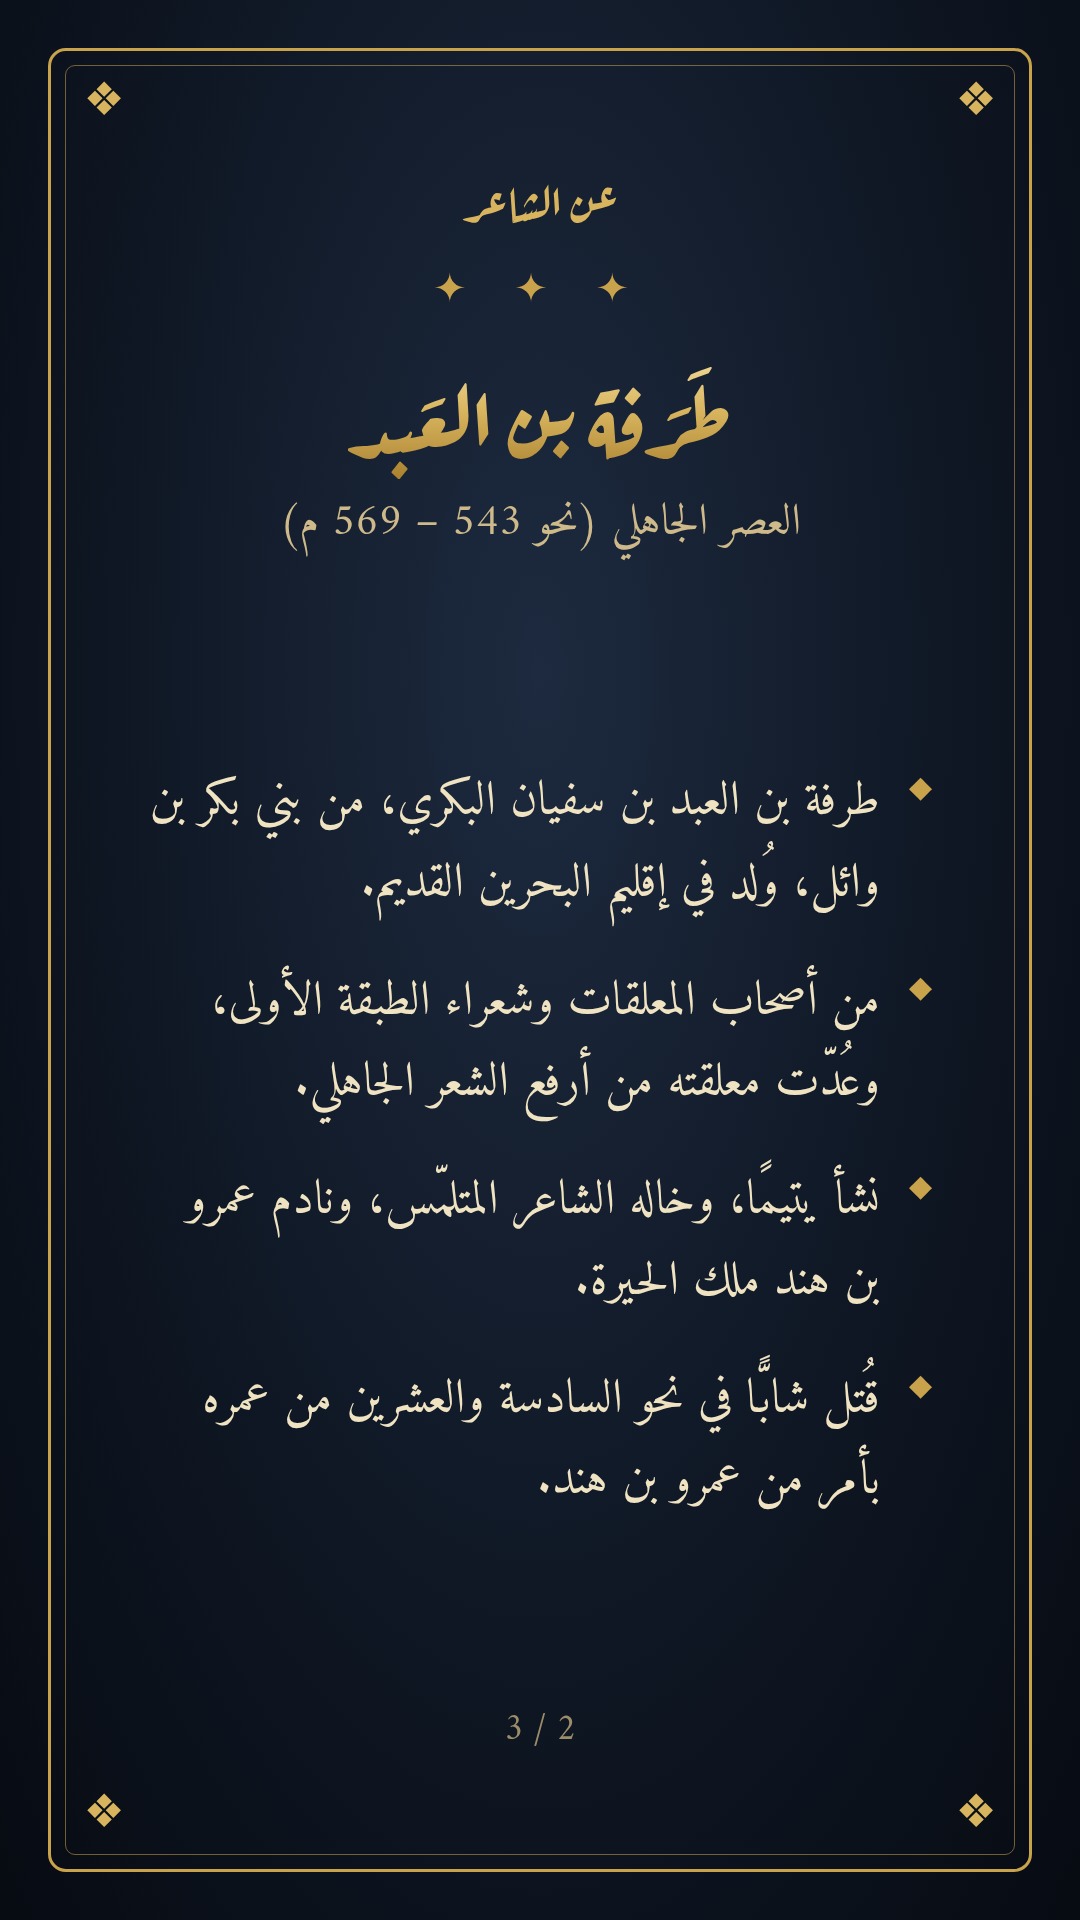 عن الشاعر
✦ ✦ ✦
طَرَفة بن العَبد
العصر الجاهلي (نحو 543 – 569 م)
◆ طرفة بن العبد بن سفيان البكري، من بني بكر بن
وائل، وُلد في إقليم البحرين القديم.
◆ من أصحاب المعلقات وشعراء الطبقة الأولى،
وعُدّت معلقته من أرفع الشعر الجاهلي.
◆ نشأ يتيمًا، وخاله الشاعر المتلمّس، ونادم عمرو
بن هند ملك الحيرة.
◆ قُتل شابًّا في نحو السادسة والعشرين من عمره
بأمر من عمرو بن هند.
2 / 3